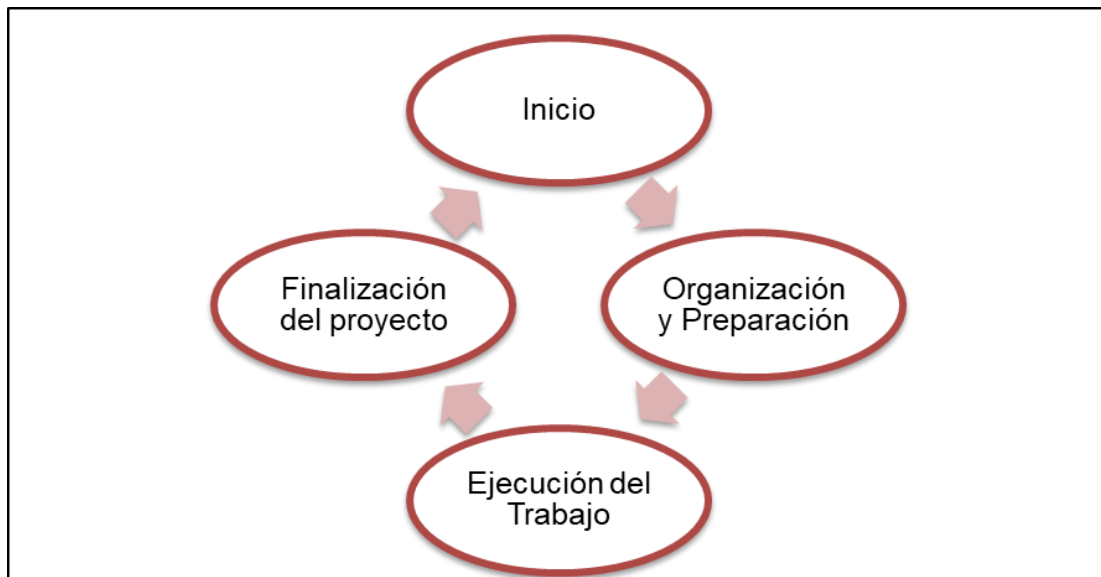 Inicio
Organización
y Preparación
Ejecución del
Trabajo
Finalización
del proyecto